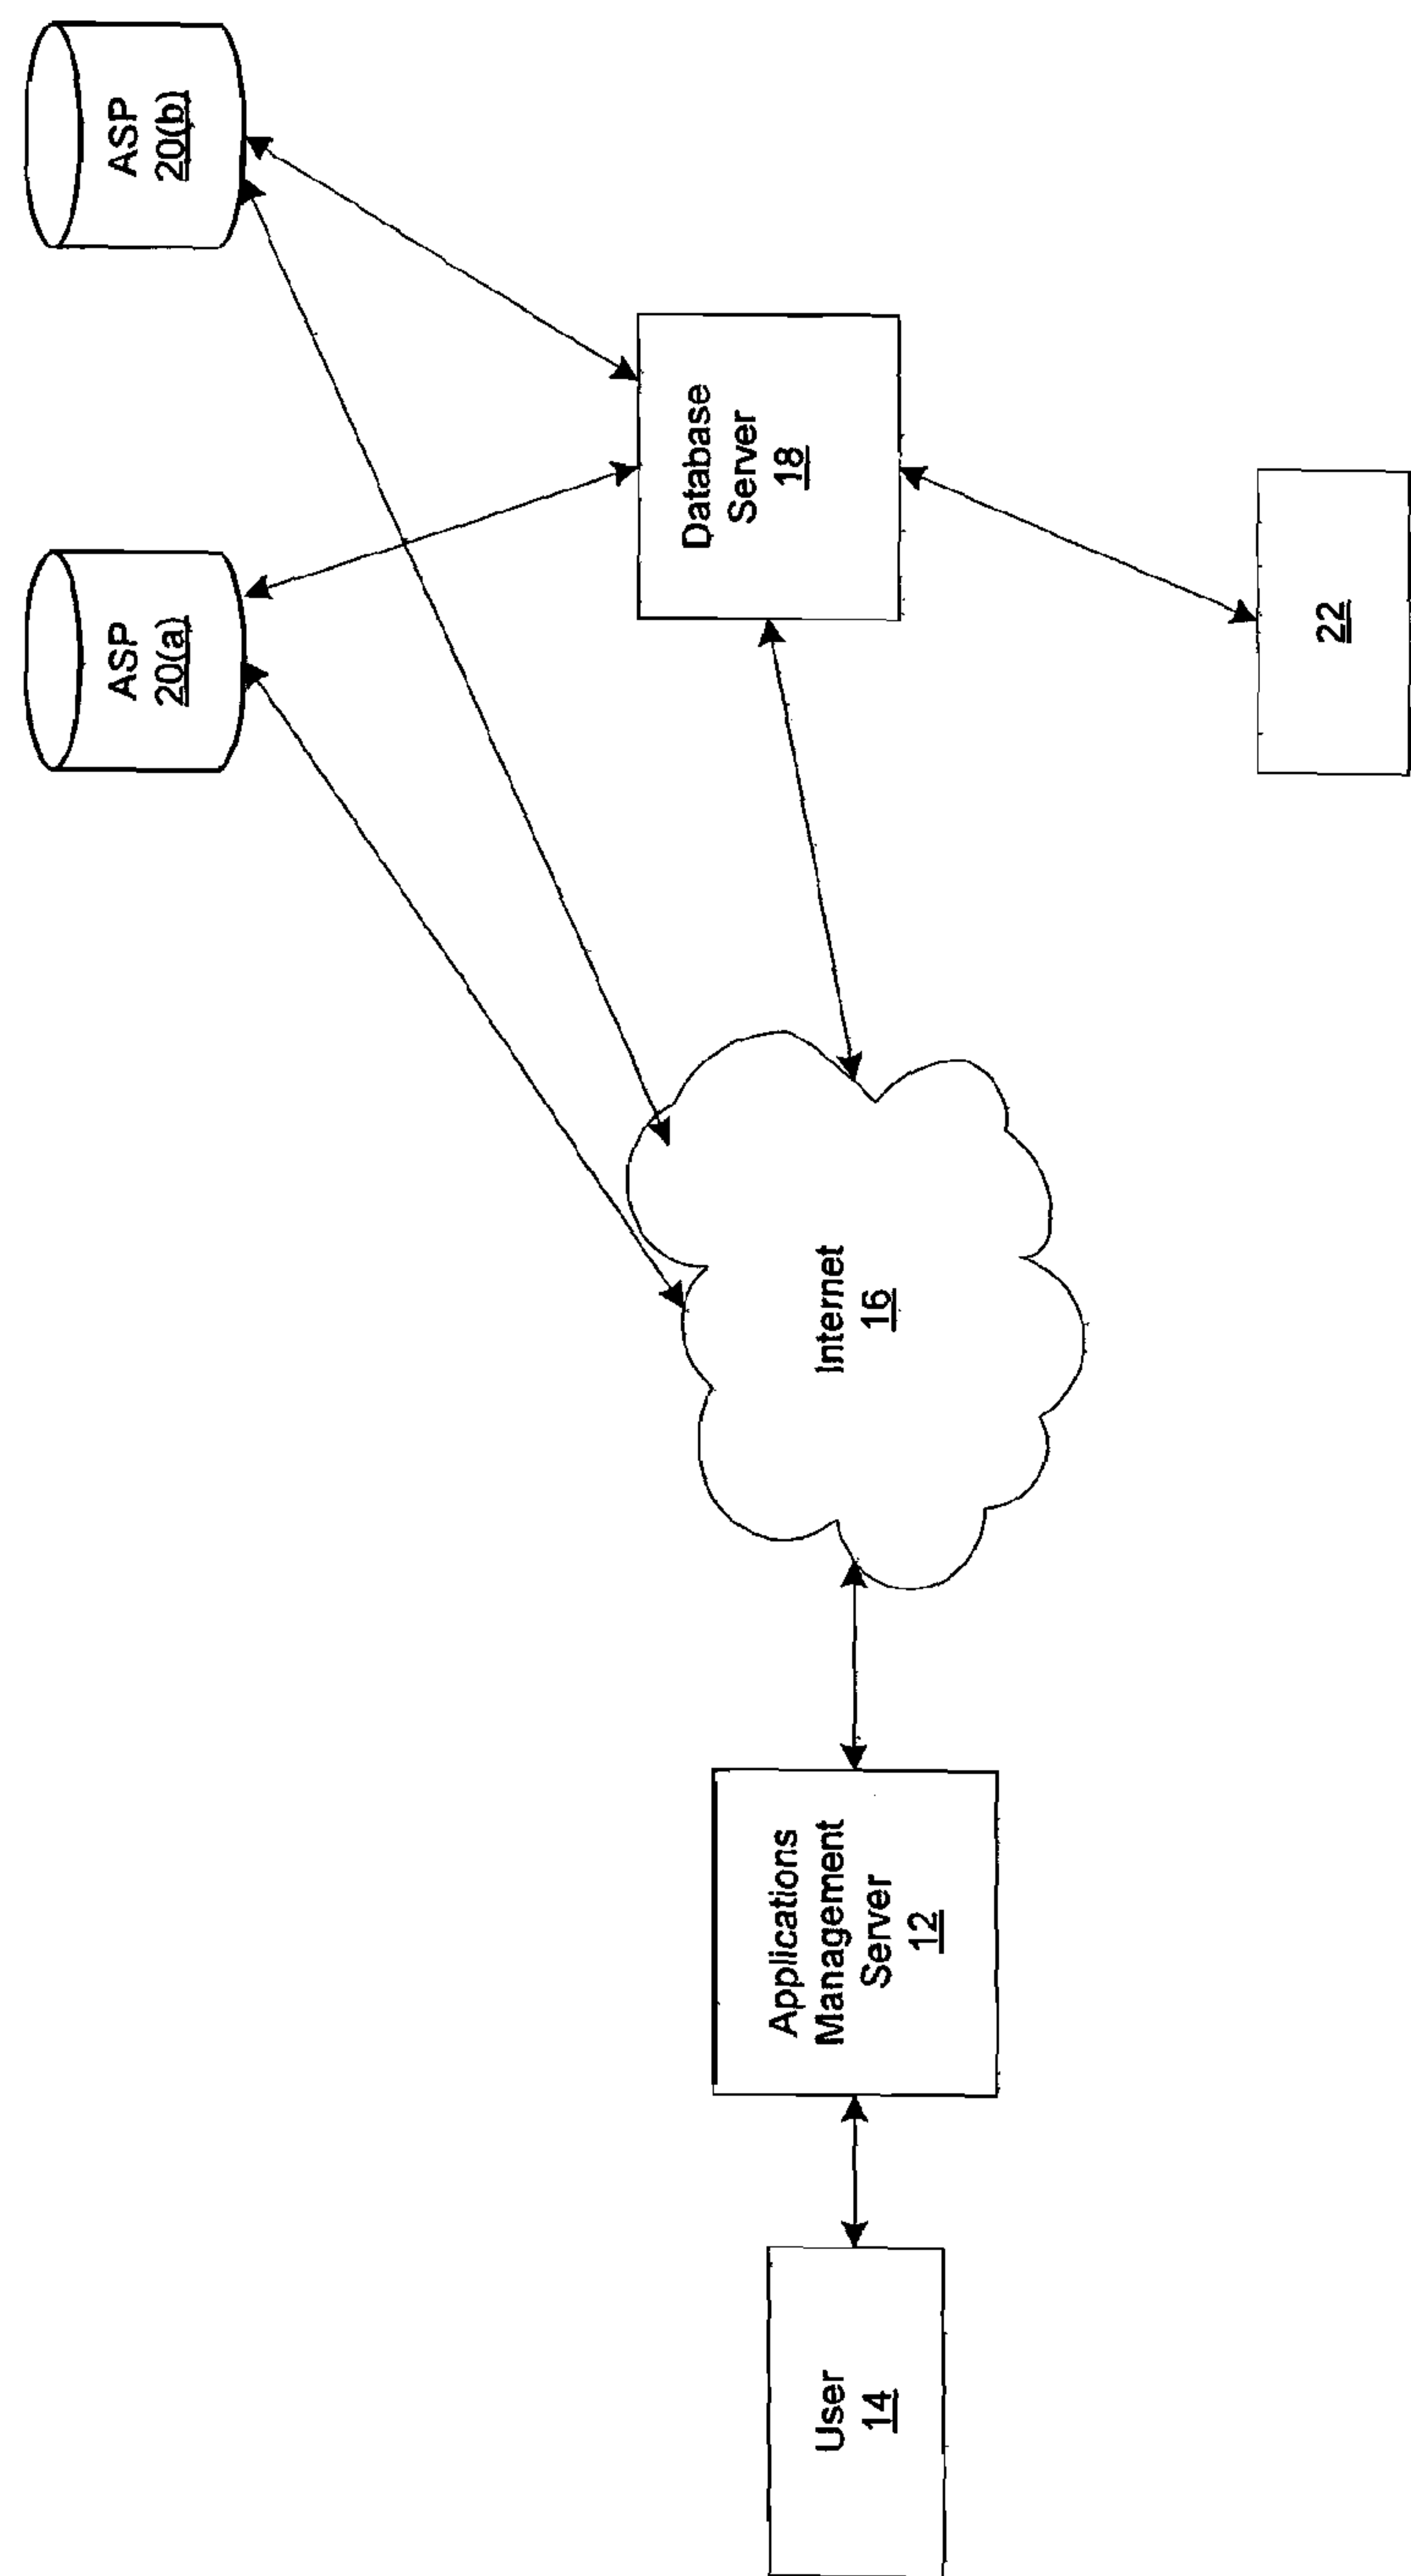 ASP
20(a)
ASP
20(b)
Database
Server
18
Internet
16
Applications
Management
Server
12
User
14
22